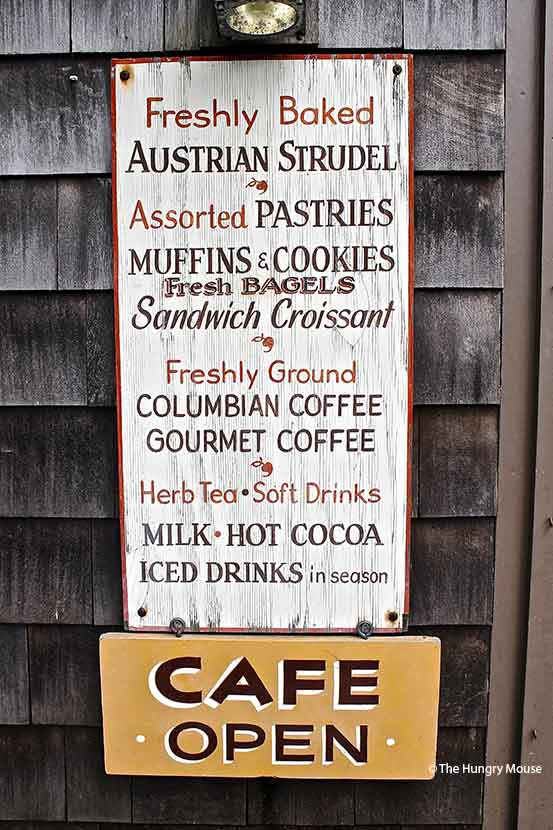 Freshly Baked
AUSTRIAN STRUDEL
Assorted PASTRIES
MUFFINS & COOKIES
Fresh BAGELS
Sandwich Croissant
Freshly Ground
COLUMBIAN COFFEE
GOURMET COFFEE
Herb Tea • Soft Drinks
MILK • HOT COCOA
ICED DRINKS in season
CAFE
• OPEN •
© The Hungry Mouse